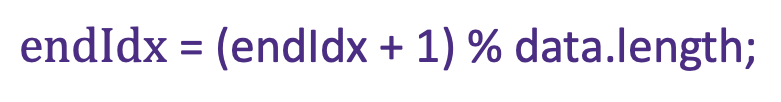 endIdx = (endIdx + 1) % data.length;